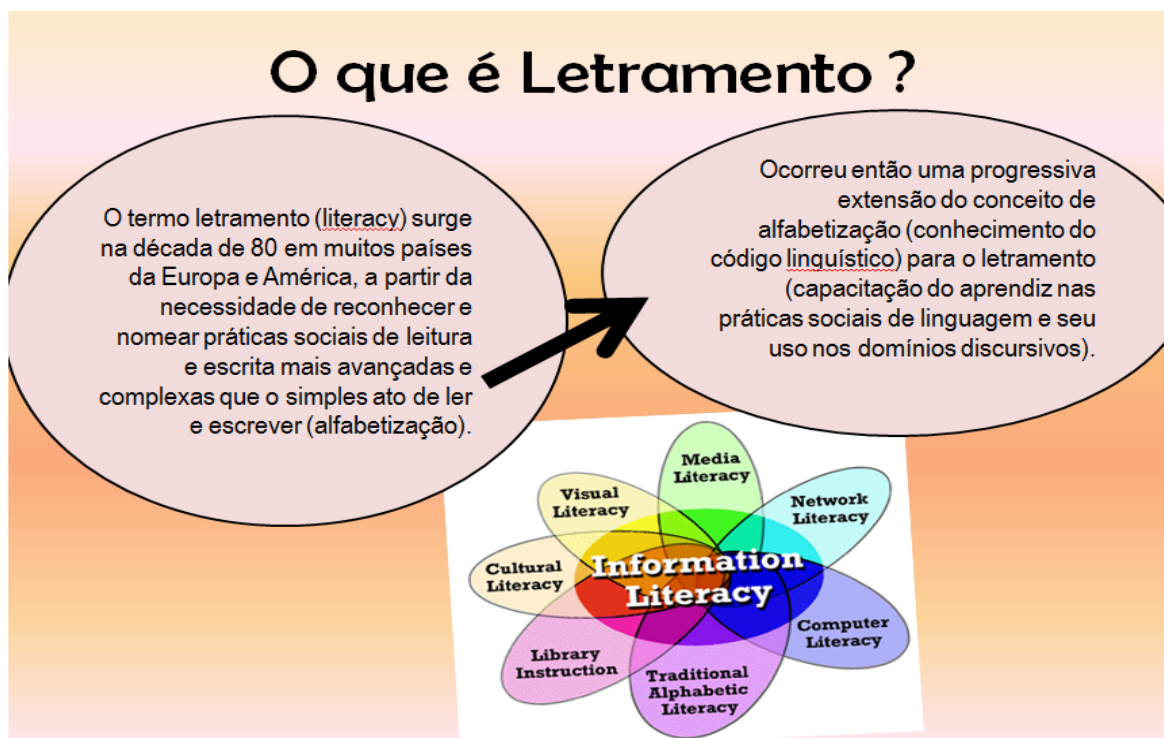 O que é Letramento ?
O termo letramento (literacy) surge
na década de 80 em muitos países
da Europa e América, a partir da
necessidade de reconhecer e
nomear práticas sociais de leitura
e escrita mais avançadas e
complexas que o simples ato de ler
e escrever (alfabetização).
Ocorreu então uma progressiva
extensão do conceito de
alfabetização (conhecimento do
código linguístico) para o letramento
(capacitação do aprendiz nas
práticas sociais de linguagem e seu
uso nos domínios discursivos).
Media
Literacy
Visual
Literacy
Network
Literacy
Cultural
Literacy
Information
Literacy
Computer
Literacy
Library
Instruction
Traditional
Alphabetic
Literacy